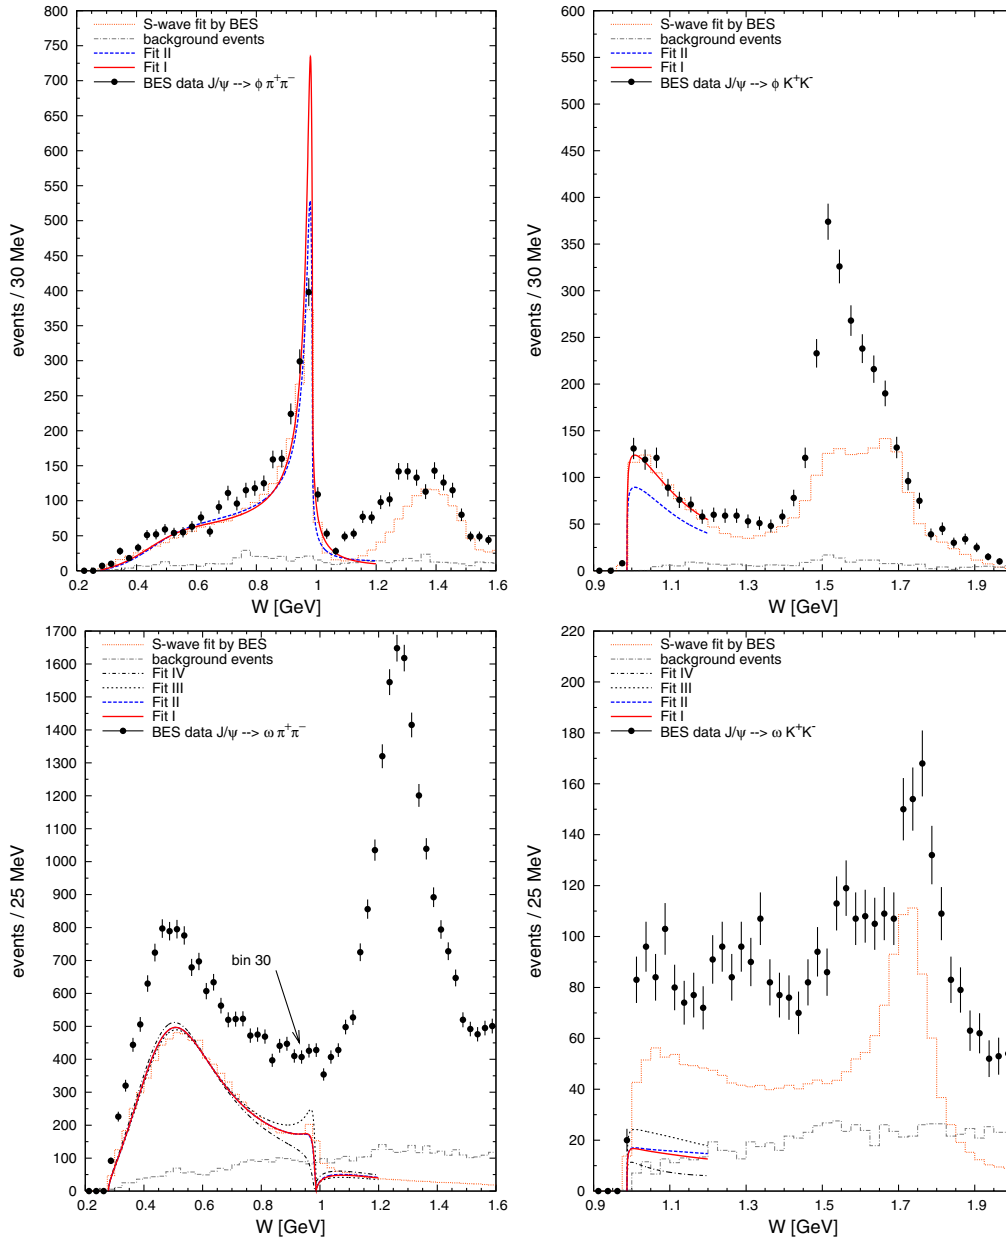 S-wave fit by BES
background events
Fit II
Fit I
BES data J/ψ --> ϕ π⁺π⁻
events / 30 MeV
800
750
700
650
600
550
500
450
400
350
300
250
200
150
100
50
0
0.2 0.4 0.6 0.8 1 1.2 1.4 1.6
W [GeV]
S-wave fit by BES
background events
Fit II
Fit I
BES data J/ψ --> ϕ K⁺K⁻
events / 30 MeV
600
550
500
450
400
350
300
250
200
150
100
50
0
0.9 1.1 1.3 1.5 1.7 1.9
W [GeV]
S-wave fit by BES
background events
Fit IV
Fit III
Fit II
Fit I
BES data J/ψ --> ω π⁺π⁻
bin 30
events / 25 MeV
1700
1600
1500
1400
1300
1200
1100
1000
900
800
700
600
500
400
300
200
100
0
0.2 0.4 0.6 0.8 1 1.2 1.4 1.6
W [GeV]
S-wave fit by BES
background events
Fit IV
Fit III
Fit II
Fit I
BES data J/ψ --> ω K⁺K⁻
events / 25 MeV
220
200
180
160
140
120
100
80
60
40
20
0
0.9 1.1 1.3 1.5 1.7 1.9
W [GeV]